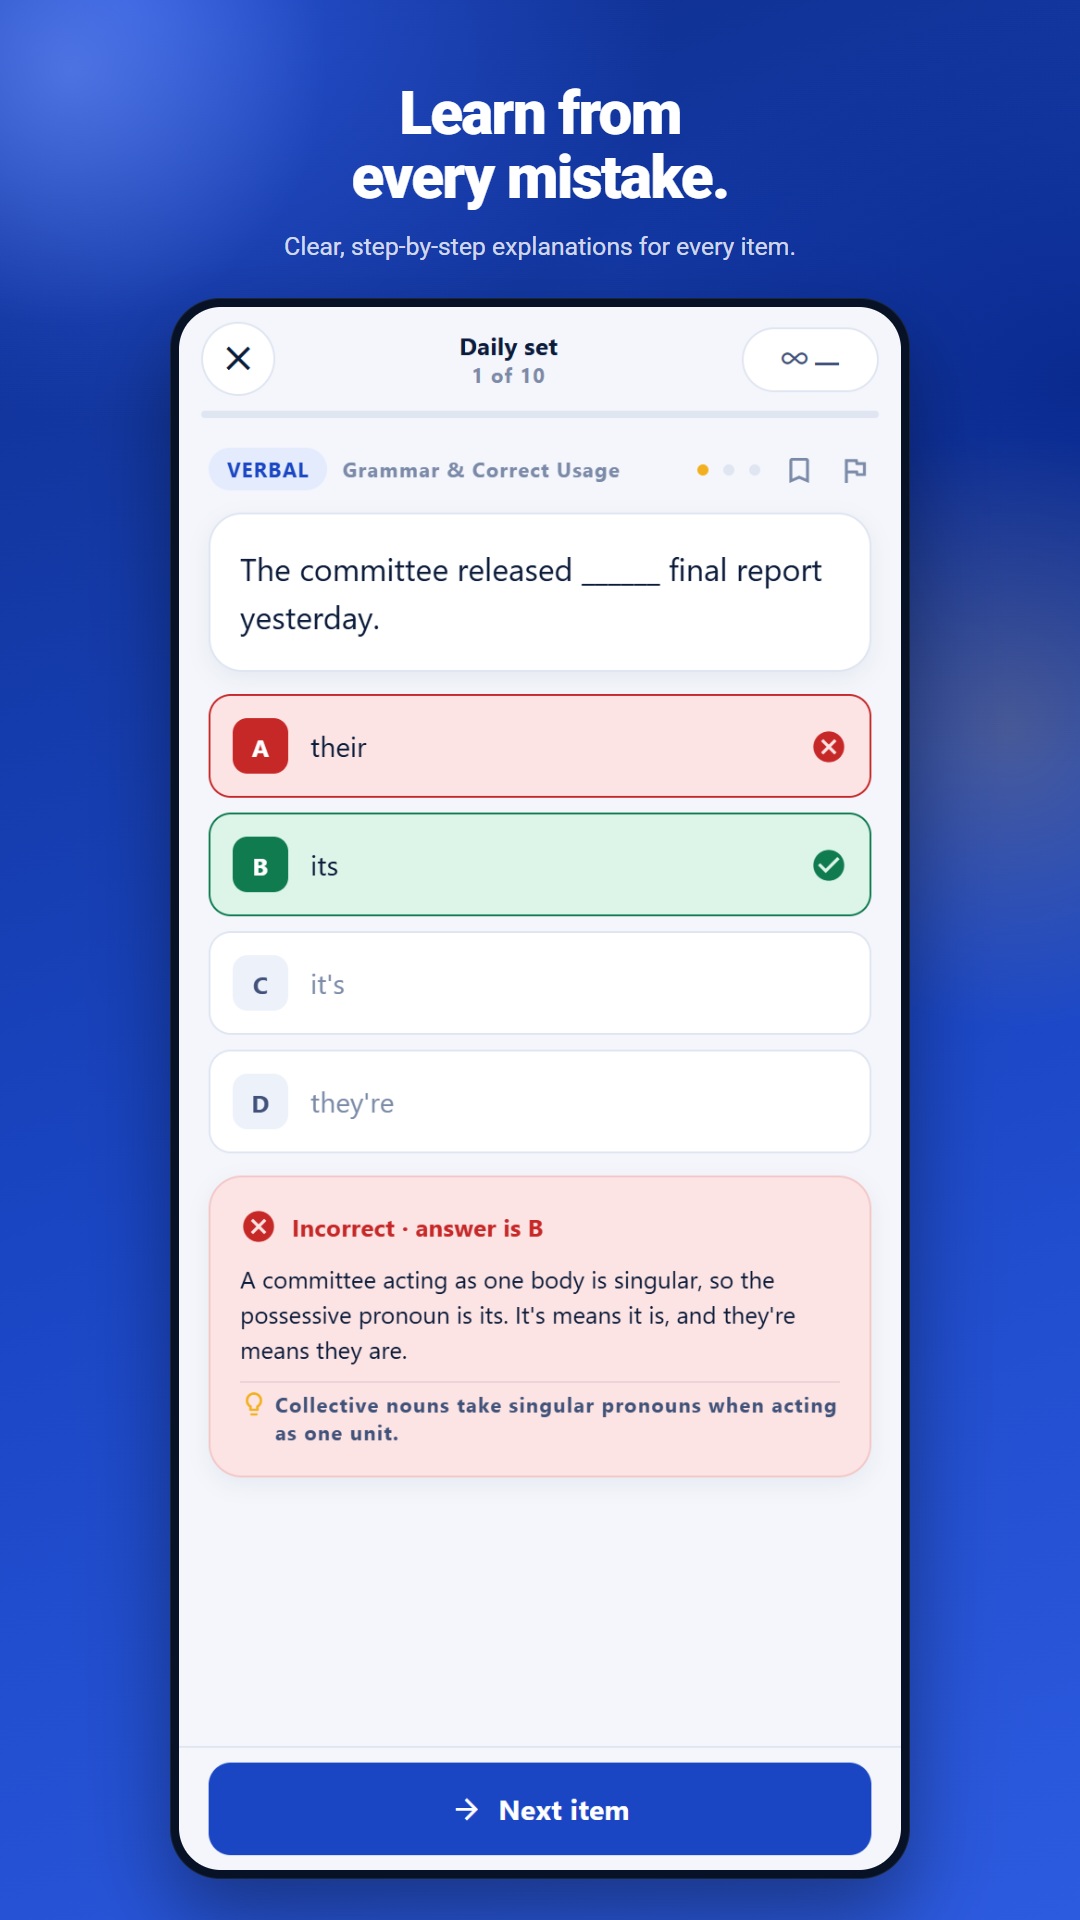 Learn from
every mistake.
Clear, step-by-step explanations for every item.
Daily set
1 of 10
∞ —
VERBAL Grammar & Correct Usage
The committee released ______ final report
yesterday.
A their
B its
C it's
D they're
Incorrect · answer is B
A committee acting as one body is singular, so the
possessive pronoun is its. It's means it is, and they're
means they are.
Collective nouns take singular pronouns when acting
as one unit.
→ Next item